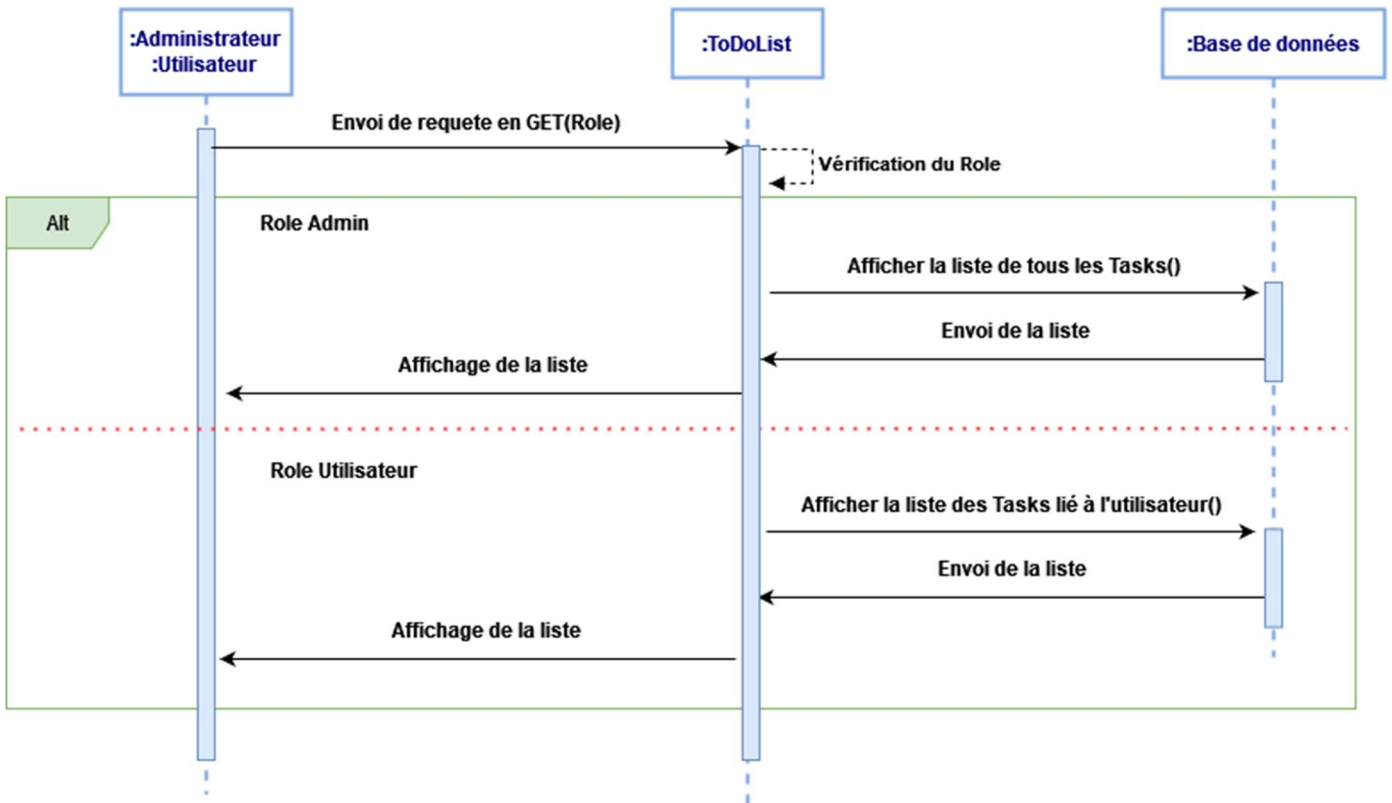 :Administrateur
:Utilisateur
:ToDoList
:Base de données
Envoi de requete en GET(Role)
Vérification du Role
Alt
Role Admin
Afficher la liste de tous les Tasks()
Envoi de la liste
Affichage de la liste
Role Utilisateur
Afficher la liste des Tasks lié à l'utilisateur()
Envoi de la liste
Affichage de la liste